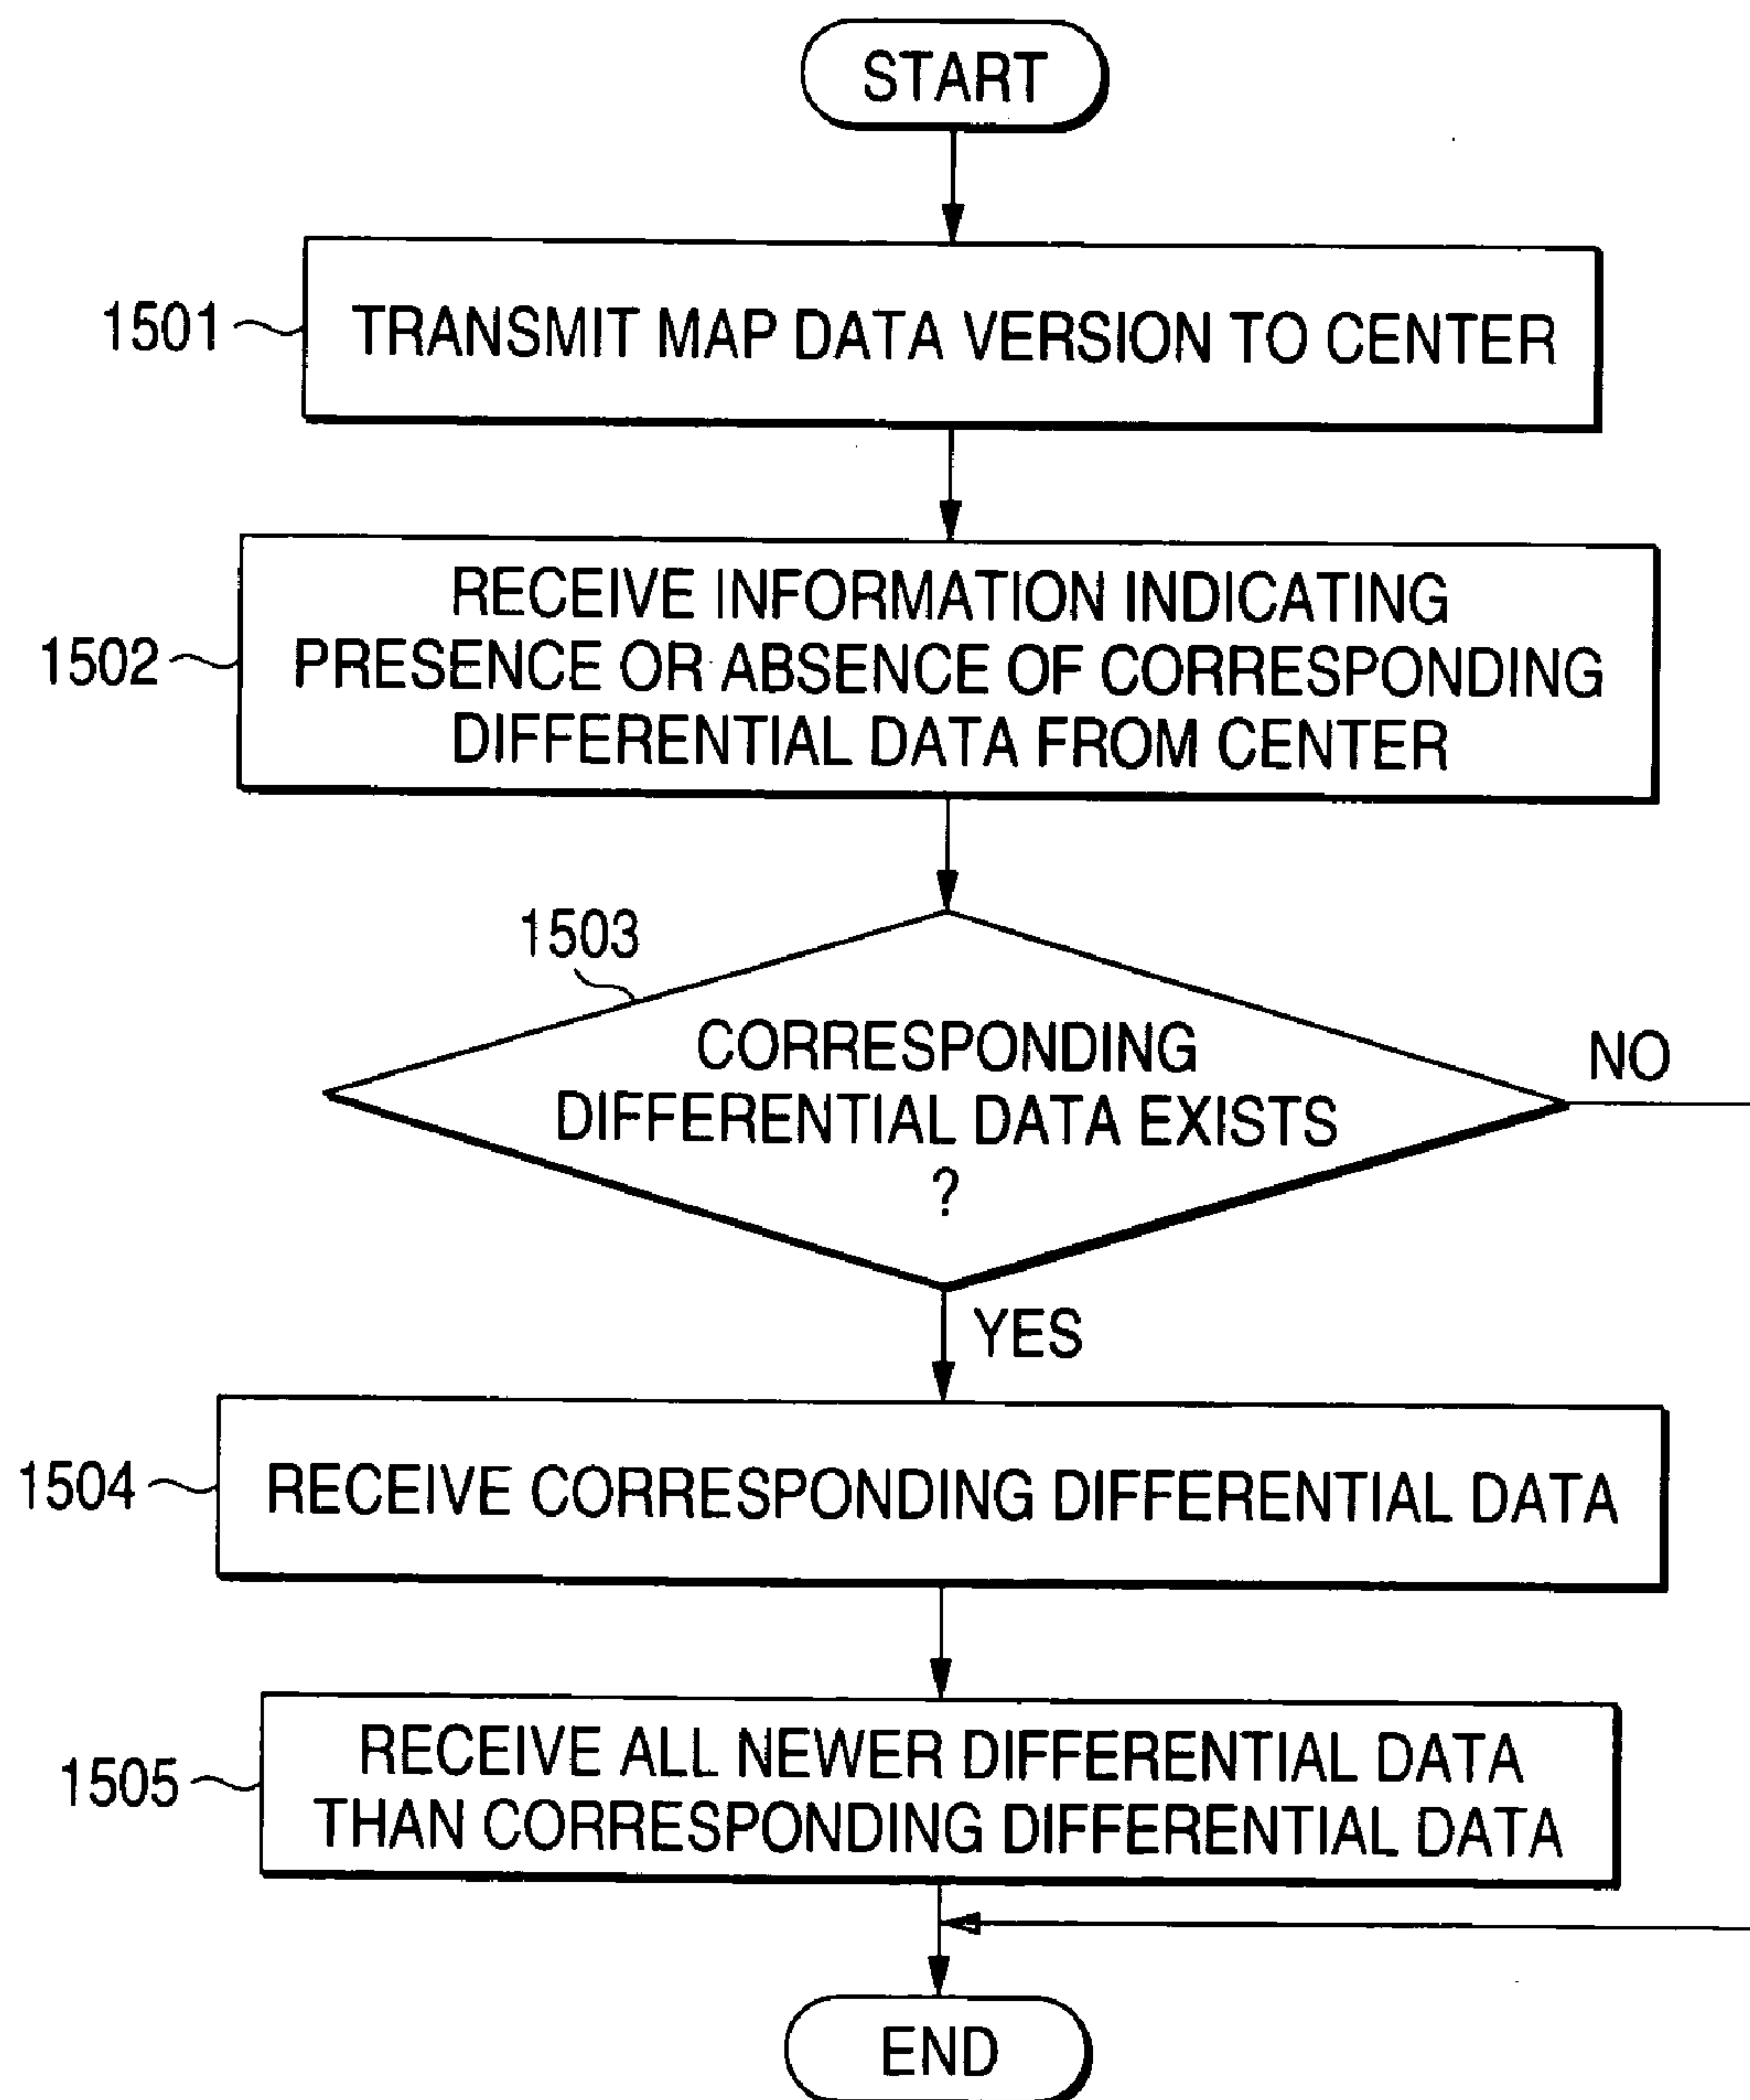 START
1501
TRANSMIT MAP DATA VERSION TO CENTER
1502
RECEIVE INFORMATION INDICATING
PRESENCE OR ABSENCE OF CORRESPONDING
DIFFERENTIAL DATA FROM CENTER
1503
CORRESPONDING
DIFFERENTIAL DATA EXISTS
?
NO
YES
1504
RECEIVE CORRESPONDING DIFFERENTIAL DATA
1505
RECEIVE ALL NEWER DIFFERENTIAL DATA
THAN CORRESPONDING DIFFERENTIAL DATA
END